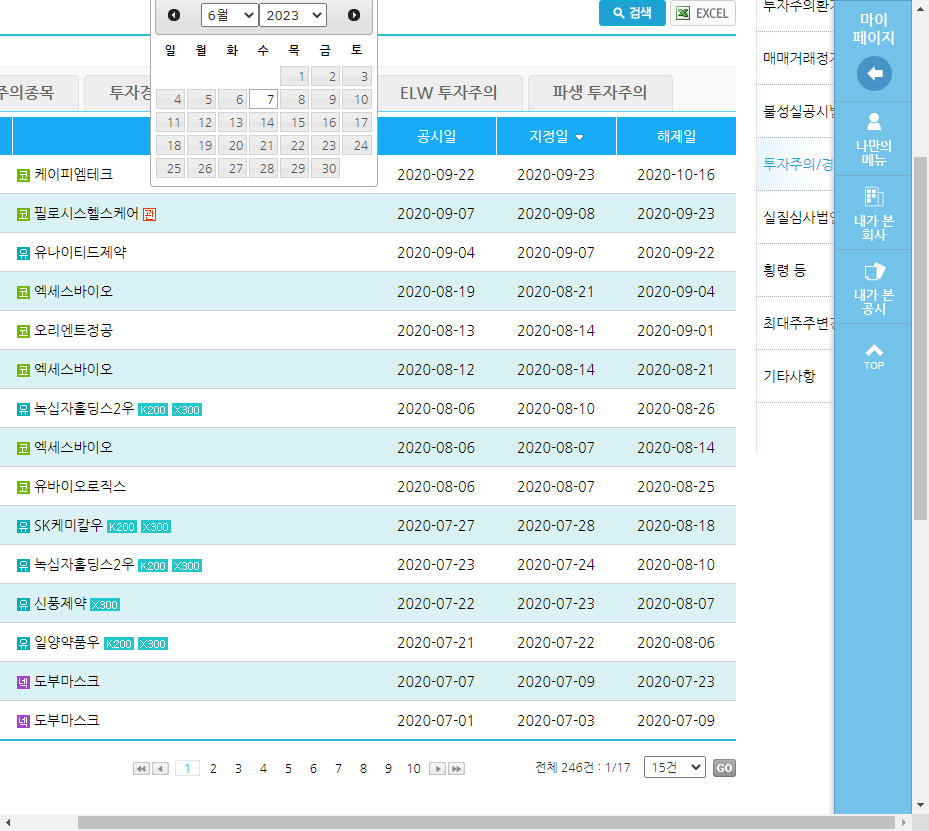 6월 2023
검색 EXCEL
일 월 화 수 목 금 토
1 2 3
4 5 6 7 8 9 10
11 12 13 14 15 16 17
18 19 20 21 22 23 24
25 26 27 28 29 30
주의종목 투자경 ELW 투자주의 파생 투자주의
공시일 지정일 해제일
코 케이피엠테크 2020-09-22 2020-09-23 2020-10-16
코 필로시스헬스케어 관 2020-09-07 2020-09-08 2020-09-23
유 유나이티드제약 2020-09-04 2020-09-07 2020-09-22
코 엑세스바이오 2020-08-19 2020-08-21 2020-09-04
코 오리엔트정공 2020-08-13 2020-08-14 2020-09-01
코 엑세스바이오 2020-08-12 2020-08-14 2020-08-21
유 녹십자홀딩스2우 K200 X300 2020-08-06 2020-08-10 2020-08-26
코 엑세스바이오 2020-08-06 2020-08-07 2020-08-14
코 유바이오로직스 2020-08-06 2020-08-07 2020-08-25
유 SK케미칼우 K200 X300 2020-07-27 2020-07-28 2020-08-18
유 녹십자홀딩스2우 K200 X300 2020-07-23 2020-07-24 2020-08-10
유 신풍제약 X300 2020-07-22 2020-07-23 2020-08-07
유 일양약품우 K200 X300 2020-07-21 2020-07-22 2020-08-06
넥 도부마스크 2020-07-07 2020-07-09 2020-07-23
넥 도부마스크 2020-07-01 2020-07-03 2020-07-09
1 2 3 4 5 6 7 8 9 10 전체 246건 : 1/17 15건 GO
투자주의환기
매매거래정지
불성실공시법
투자주의/경
실질심사법인
횡령 등
최대주주변경
기타사항
마이
페이지
나만의
메뉴
내가 본
회사
내가 본
공시
TOP